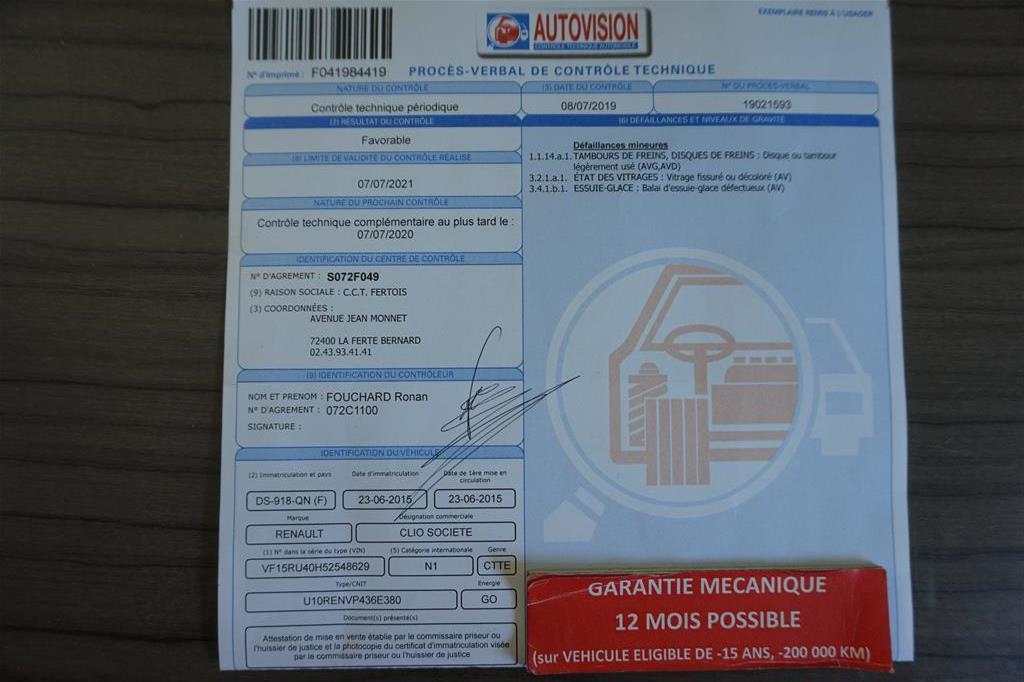 EXEMPLAIRE REMIS A L'USAGER
AUTOVISION
CONTROLE TECHNIQUE AUTOMOBILE
N° d'imprimé : F041984419
PROCÈS-VERBAL DE CONTRÔLE TECHNIQUE
NATURE DU CONTRÔLE
Contrôle technique périodique
(3) DATE DU CONTRÔLE
08/07/2019
N° DU PROCÈS-VERBAL
19021593
(7) RÉSULTAT DU CONTRÔLE
Favorable
(8) LIMITE DE VALIDITÉ DU CONTRÔLE RÉALISÉ
07/07/2021
NATURE DU PROCHAIN CONTRÔLE
Contrôle technique complémentaire au plus tard le :
07/07/2020
IDENTIFICATION DU CENTRE DE CONTRÔLE
N° D'AGREMENT : S072F049
(9) RAISON SOCIALE : C.C.T. FERTOIS
(3) COORDONNÉES :
AVENUE JEAN MONNET
72400 LA FERTE BERNARD
02.43.93.41.41
(9) IDENTIFICATION DU CONTRÔLEUR
NOM ET PRENOM : FOUCHARD Ronan
N° D'AGREMENT : 072C1100
SIGNATURE :
IDENTIFICATION DU VÉHICULE
(2) Immatriculation et pays
Date d'immatriculation
Date de 1ère mise en circulation
DS-918-QN (F)
23-06-2015
23-06-2015
Marque
Désignation commerciale
RENAULT
CLIO SOCIETE
(1) N° dans la série du type (VIN)
(5) Catégorie internationale
Genre
VF15RU40H52548629
N1
CTTE
Type/CNIT
Energie
U10RENVP436E380
GO
Document(s) présenté(s)
Attestation de mise en vente établie par le commissaire priseur ou
l'huissier de justice et la photocopie du certificat d'immatriculation visée
par le commissaire priseur ou l'huissier de justice
(6) DÉFAILLANCES ET NIVEAUX DE GRAVITÉ
Défaillances mineures
1.1.14.a.1. TAMBOURS DE FREINS, DISQUES DE FREINS : Disque ou tambour
légèrement usé (AVG,AVD)
3.2.1.a.1. ÉTAT DES VITRAGES : Vitrage fissuré ou décoloré (AV)
3.4.1.b.1. ESSUIE-GLACE : Balai d'essuie-glace défectueux (AV)
GARANTIE MECANIQUE
12 MOIS POSSIBLE
(sur VEHICULE ELIGIBLE DE -15 ANS, -200 000 KM)